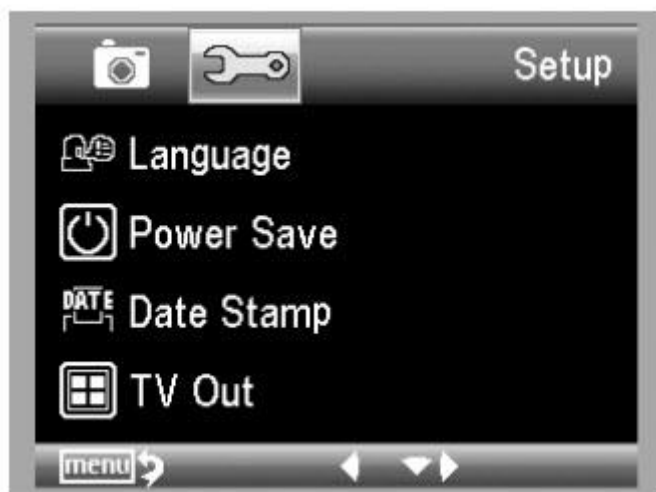 Setup
Language
Power Save
DATE Date Stamp
TV Out
menu